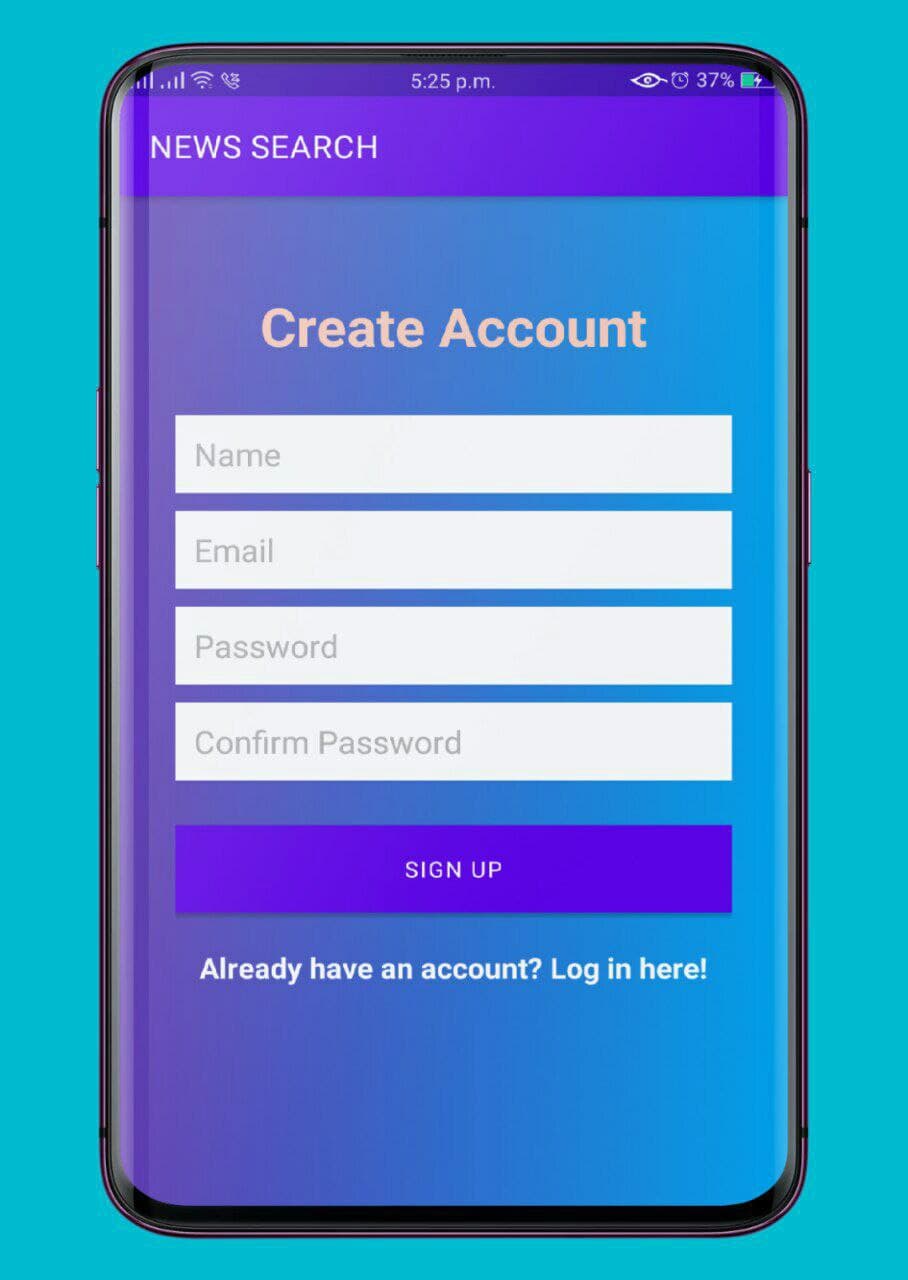 5:25 p.m. 37%
NEWS SEARCH
Create Account
Name
Email
Password
Confirm Password
SIGN UP
Already have an account? Log in here!